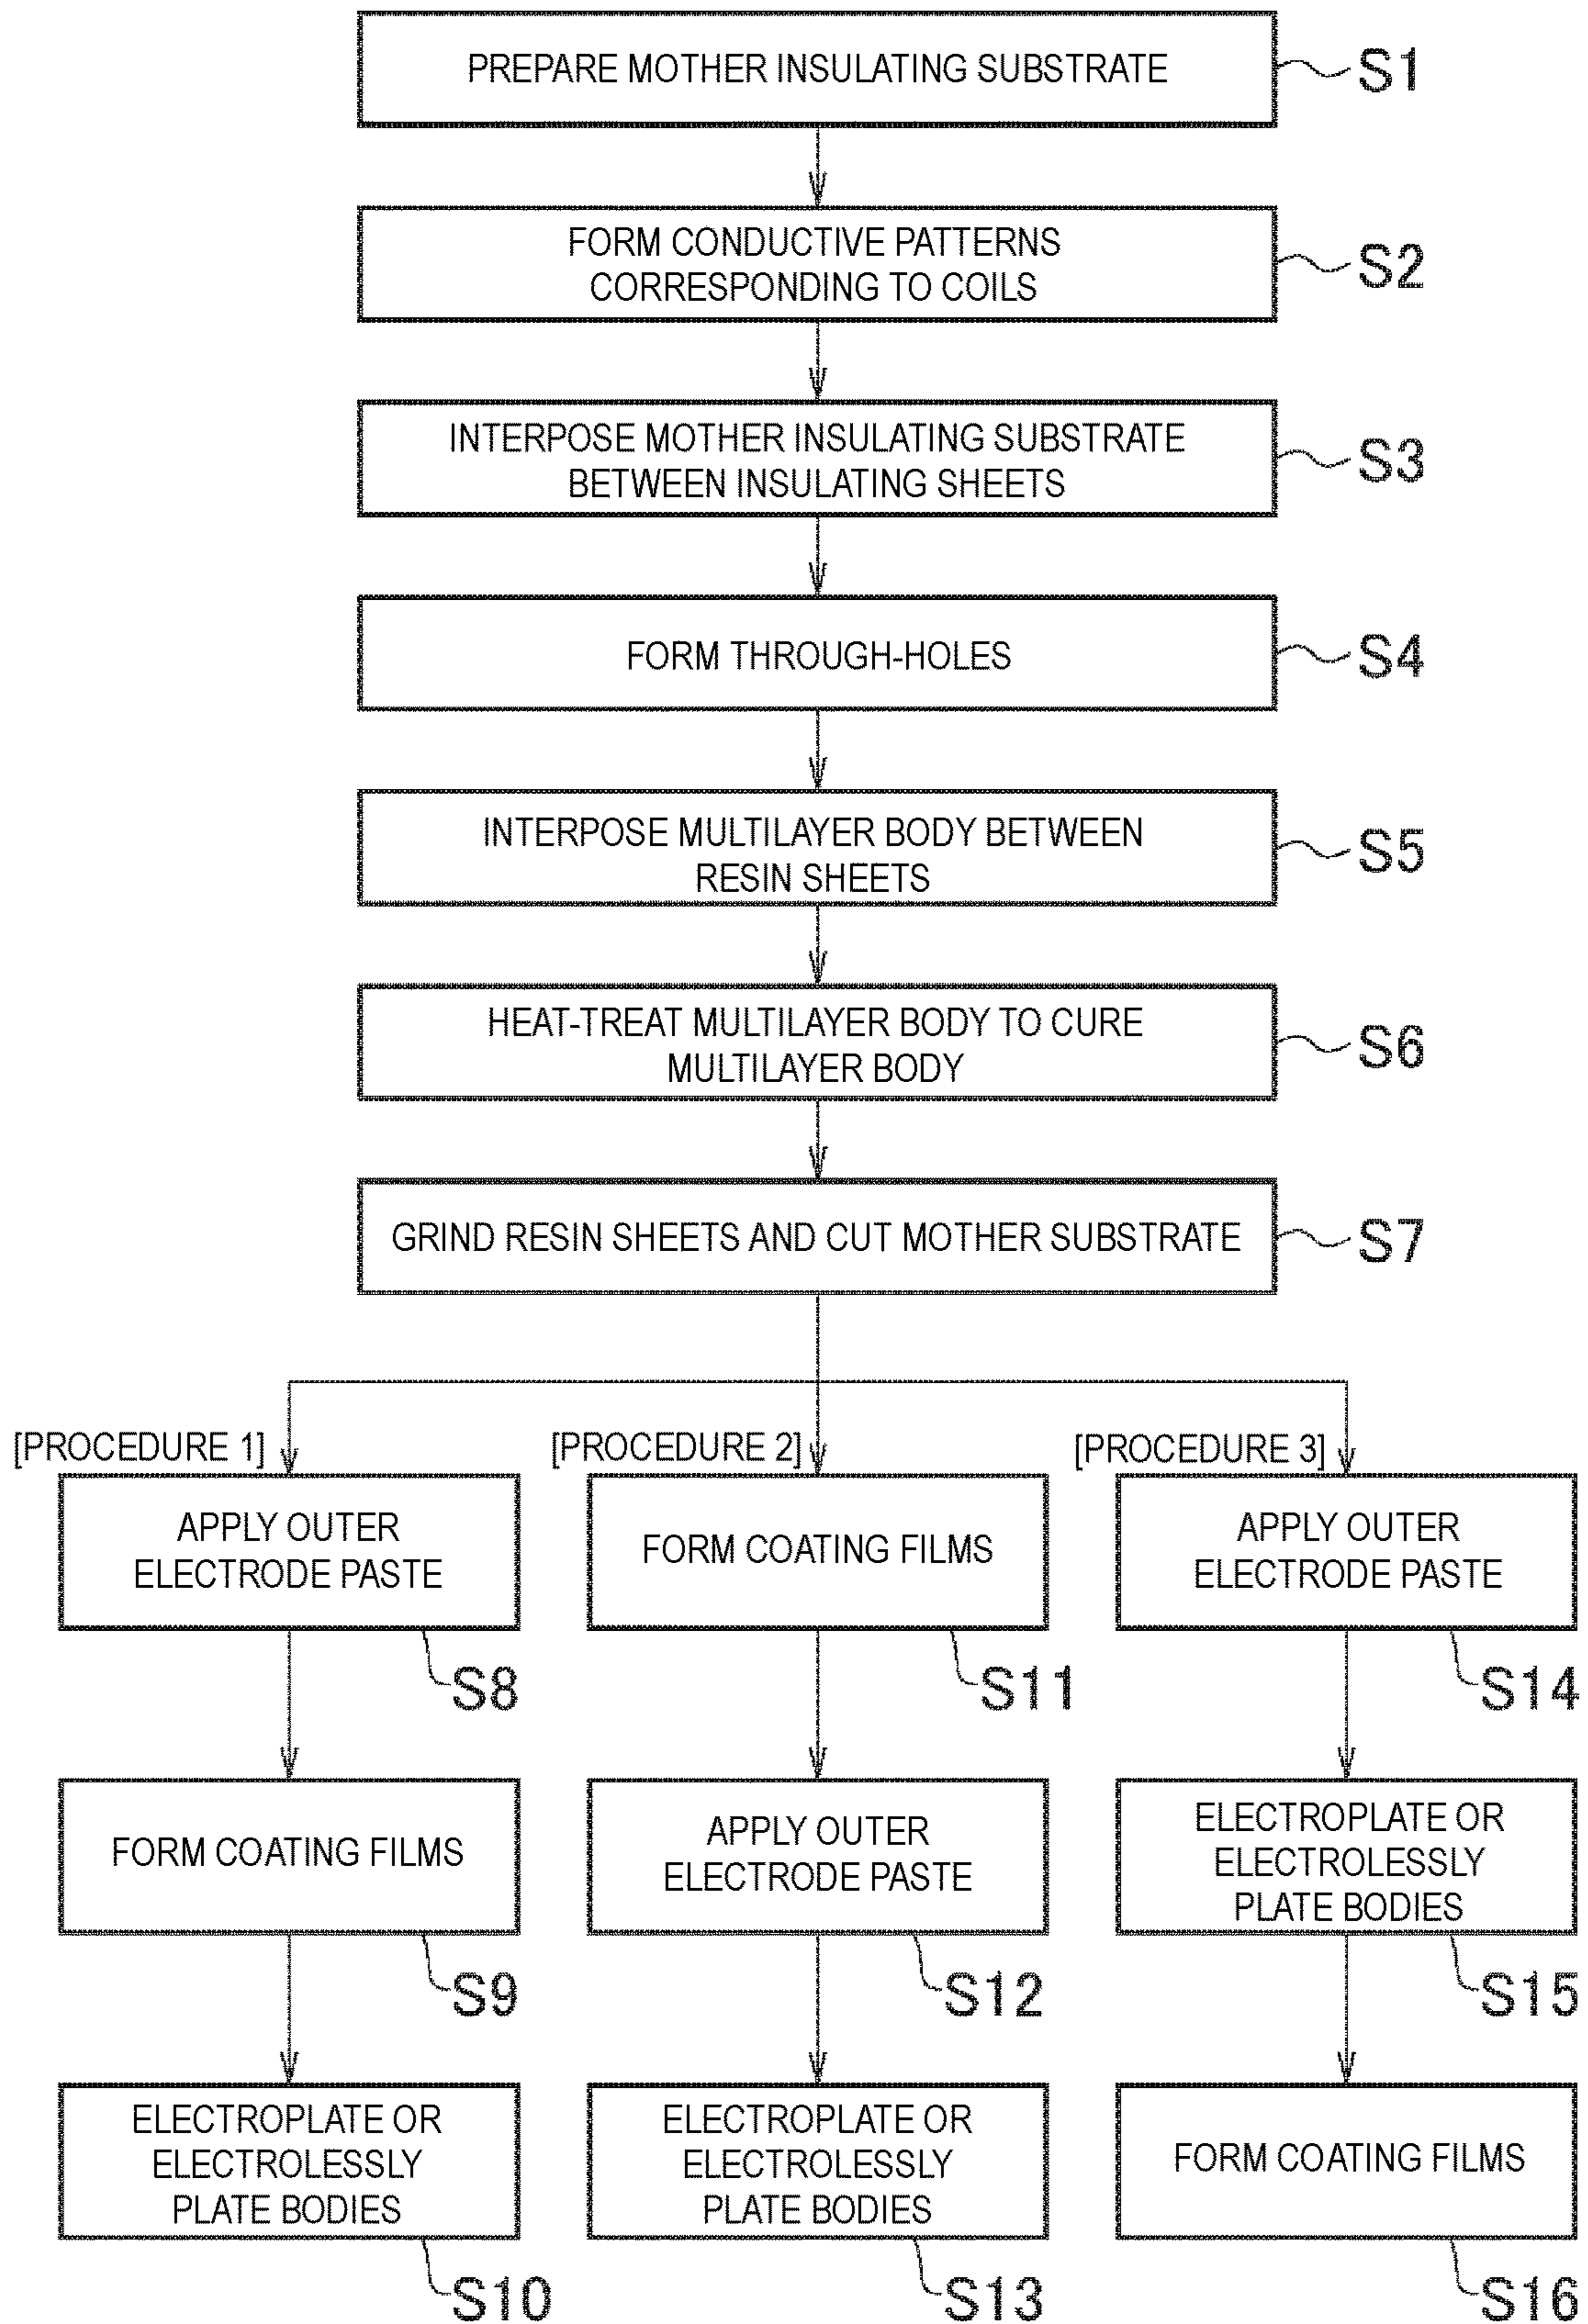 PREPARE MOTHER INSULATING SUBSTRATE
S1
FORM CONDUCTIVE PATTERNS
CORRESPONDING TO COILS
S2
INTERPOSE MOTHER INSULATING SUBSTRATE
BETWEEN INSULATING SHEETS
S3
FORM THROUGH-HOLES
S4
INTERPOSE MULTILAYER BODY BETWEEN
RESIN SHEETS
S5
HEAT-TREAT MULTILAYER BODY TO CURE
MULTILAYER BODY
S6
GRIND RESIN SHEETS AND CUT MOTHER SUBSTRATE
S7
[PROCEDURE 1]
APPLY OUTER
ELECTRODE PASTE
S8
FORM COATING FILMS
S9
ELECTROPLATE OR
ELECTROLESSLY
PLATE BODIES
S10
[PROCEDURE 2]
FORM COATING FILMS
S11
APPLY OUTER
ELECTRODE PASTE
S12
ELECTROPLATE OR
ELECTROLESSLY
PLATE BODIES
S13
[PROCEDURE 3]
APPLY OUTER
ELECTRODE PASTE
S14
ELECTROPLATE OR
ELECTROLESSLY
PLATE BODIES
S15
FORM COATING FILMS
S16